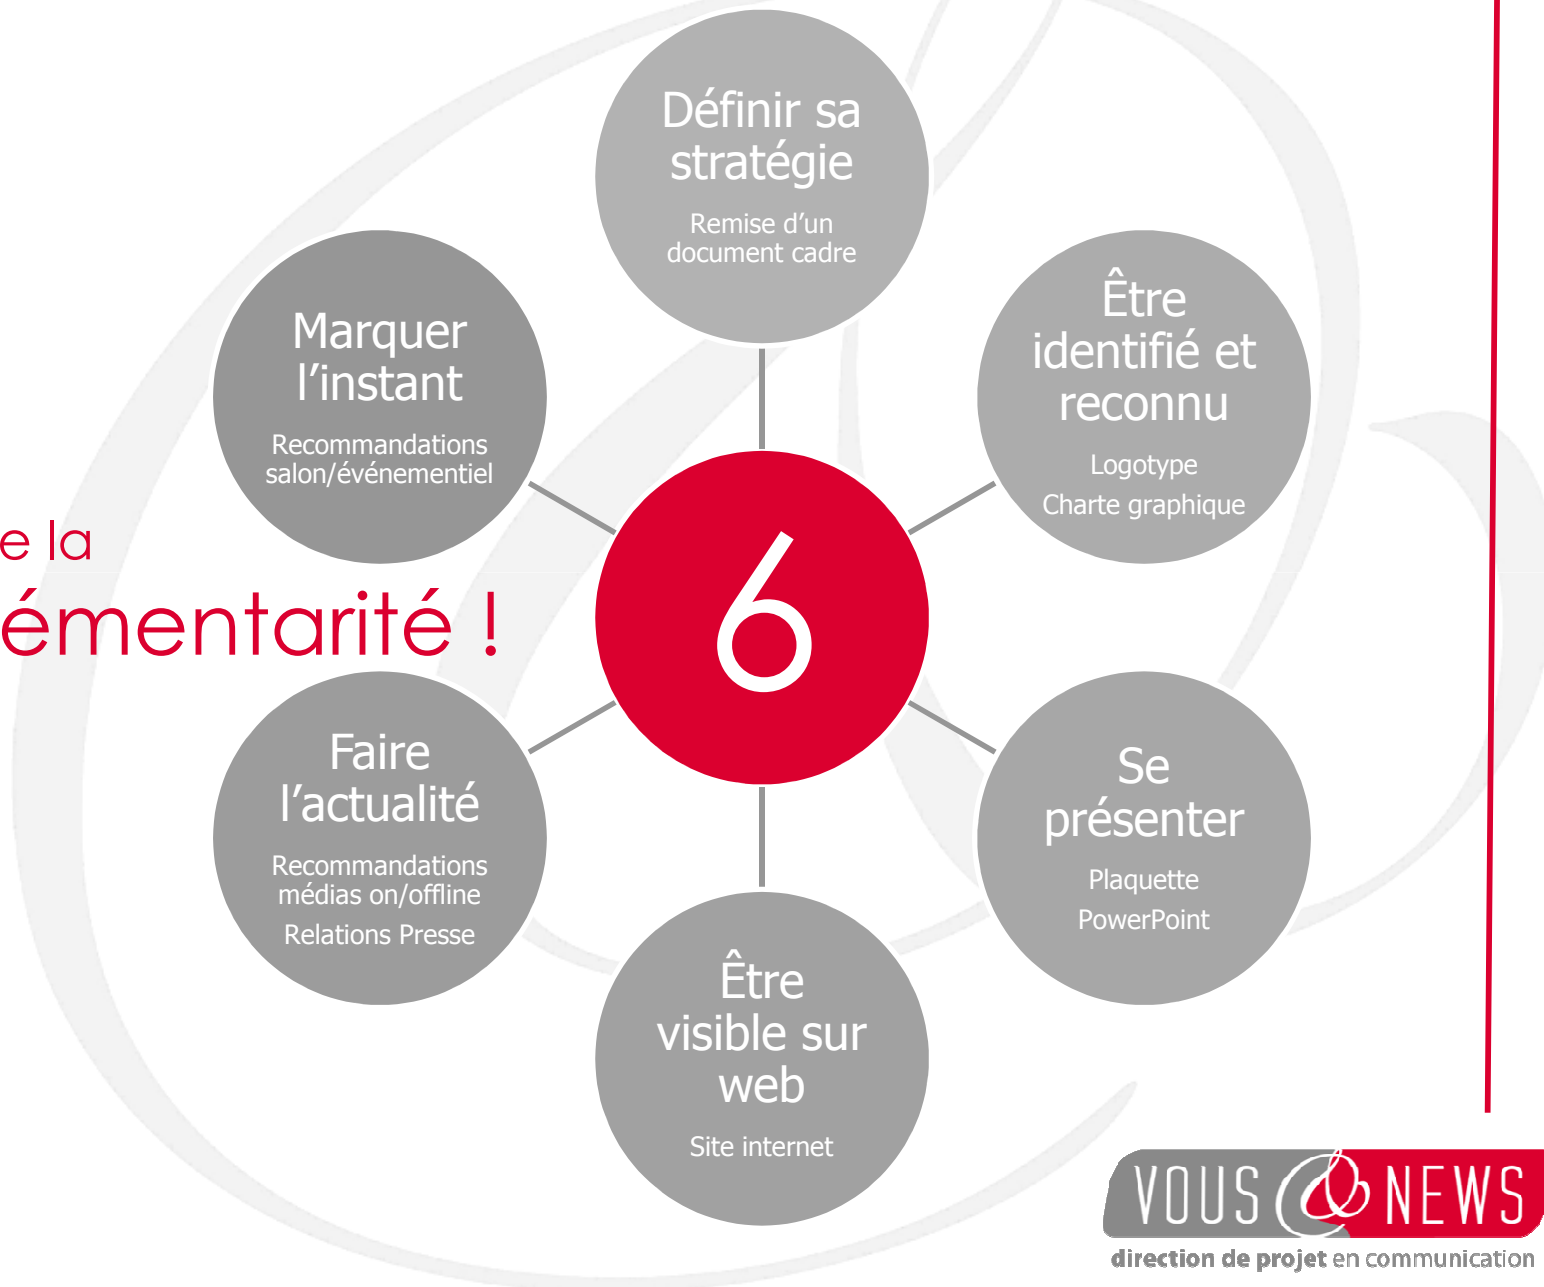 Définir sa
stratégie
Remise d’un
document cadre
Être
identifié et
reconnu
Logotype
Charte graphique
Se
présenter
Plaquette
PowerPoint
Être
visible sur
web
Site internet
Faire
l’actualité
Recommandations
médias on/offline
Relations Presse
Marquer
l’instant
Recommandations
salon/événementiel
6
e la
émentarité !
VOUS & NEWS
direction de projet en communication